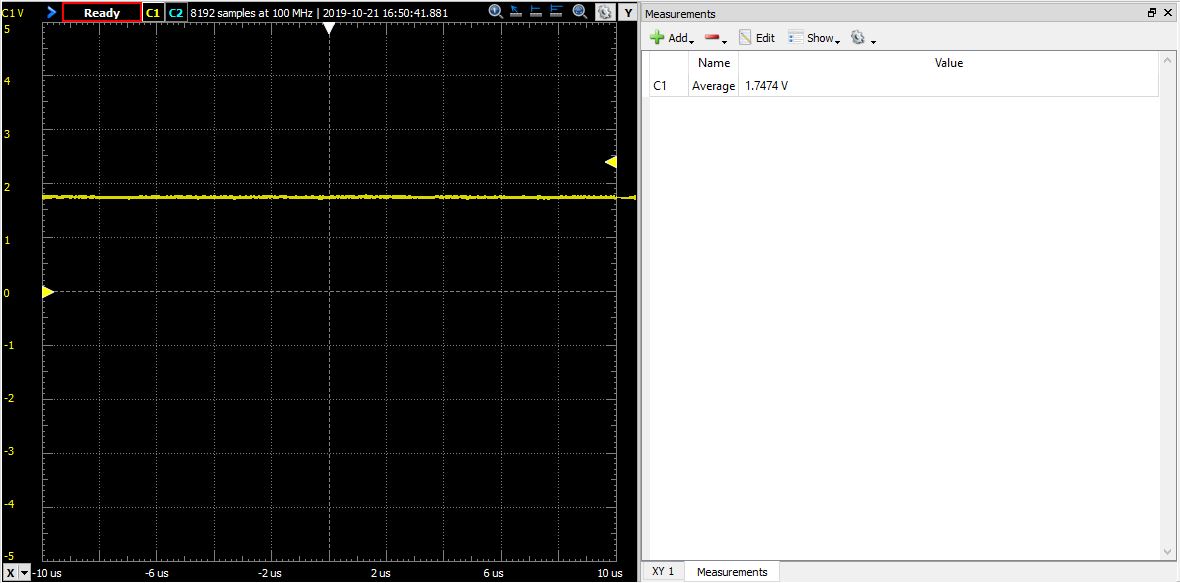 C1 V Ready C1 C2 8192 samples at 100 MHz | 2019-10-21 16:50:41.881 Y
5
4
3
2
1
0
-1
-2
-3
-4
-5
X -10 us -6 us -2 us 2 us 6 us 10 us
Measurements
Add Edit Show
Name Value
C1 Average 1.7474 V
XY 1 Measurements